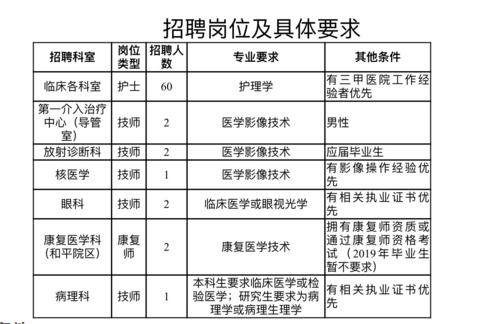 招聘岗位及具体要求
招聘科室 岗位类型 招聘人数 专业要求 其他条件
临床各科室 护士 60 护理学 有三甲医院工作经验者优先
第一介入治疗中心（导管室） 技师 2 医学影像技术 男性
放射诊断科 技师 2 医学影像技术 应届毕业生
核医学 技师 1 医学影像技术 有影像操作经验优先
眼科 技师 2 临床医学或眼视光学 有相关执业证书优先
康复医学科（和平院区） 康复师 2 康复医学技术 拥有康复师资质或通过康复师资格考试（2019年毕业生暂不要求）
病理科 技师 1 本科生要求临床医学或检验医学；研究生要求为病理学或病理生理学 有相关执业证书优先